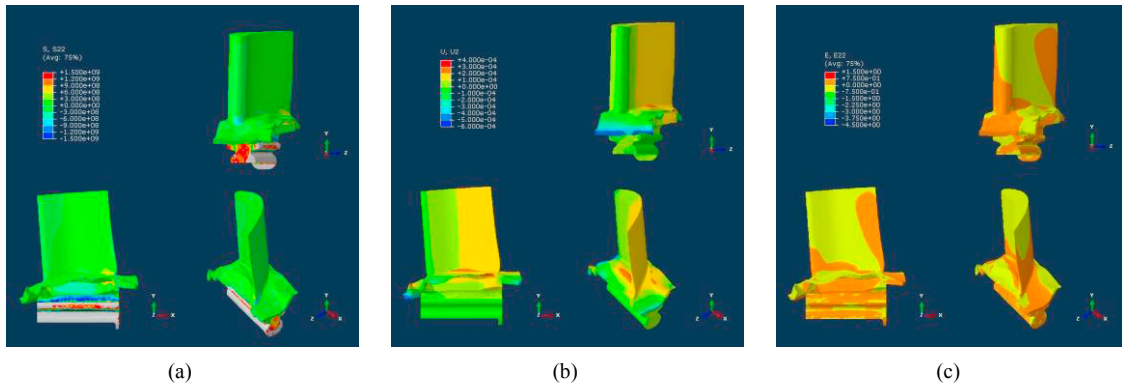 S, S22
(Avg: 75%)
+1.500e+09
+1.200e+09
+9.000e+08
+6.000e+08
+3.000e+08
+0.000e+00
-3.000e+08
-6.000e+08
-9.000e+08
-1.200e+09
-1.500e+09
Y
Z
Y
Z X
Y
Z X
(a)
U, U2
+4.000e-04
+3.000e-04
+2.000e-04
+1.000e-04
+0.000e+00
-1.000e-04
-2.000e-04
-3.000e-04
-4.000e-04
-5.000e-04
-6.000e-04
Y
Z
Y
Z X
Y
Z X
(b)
E, E22
(Avg: 75%)
+1.500e+00
+7.500e-01
+0.000e+00
-7.500e-01
-1.500e+00
-2.250e+00
-3.000e+00
-3.750e+00
-4.500e+00
Y
Z
Y
Z X
Y
Z X
(c)